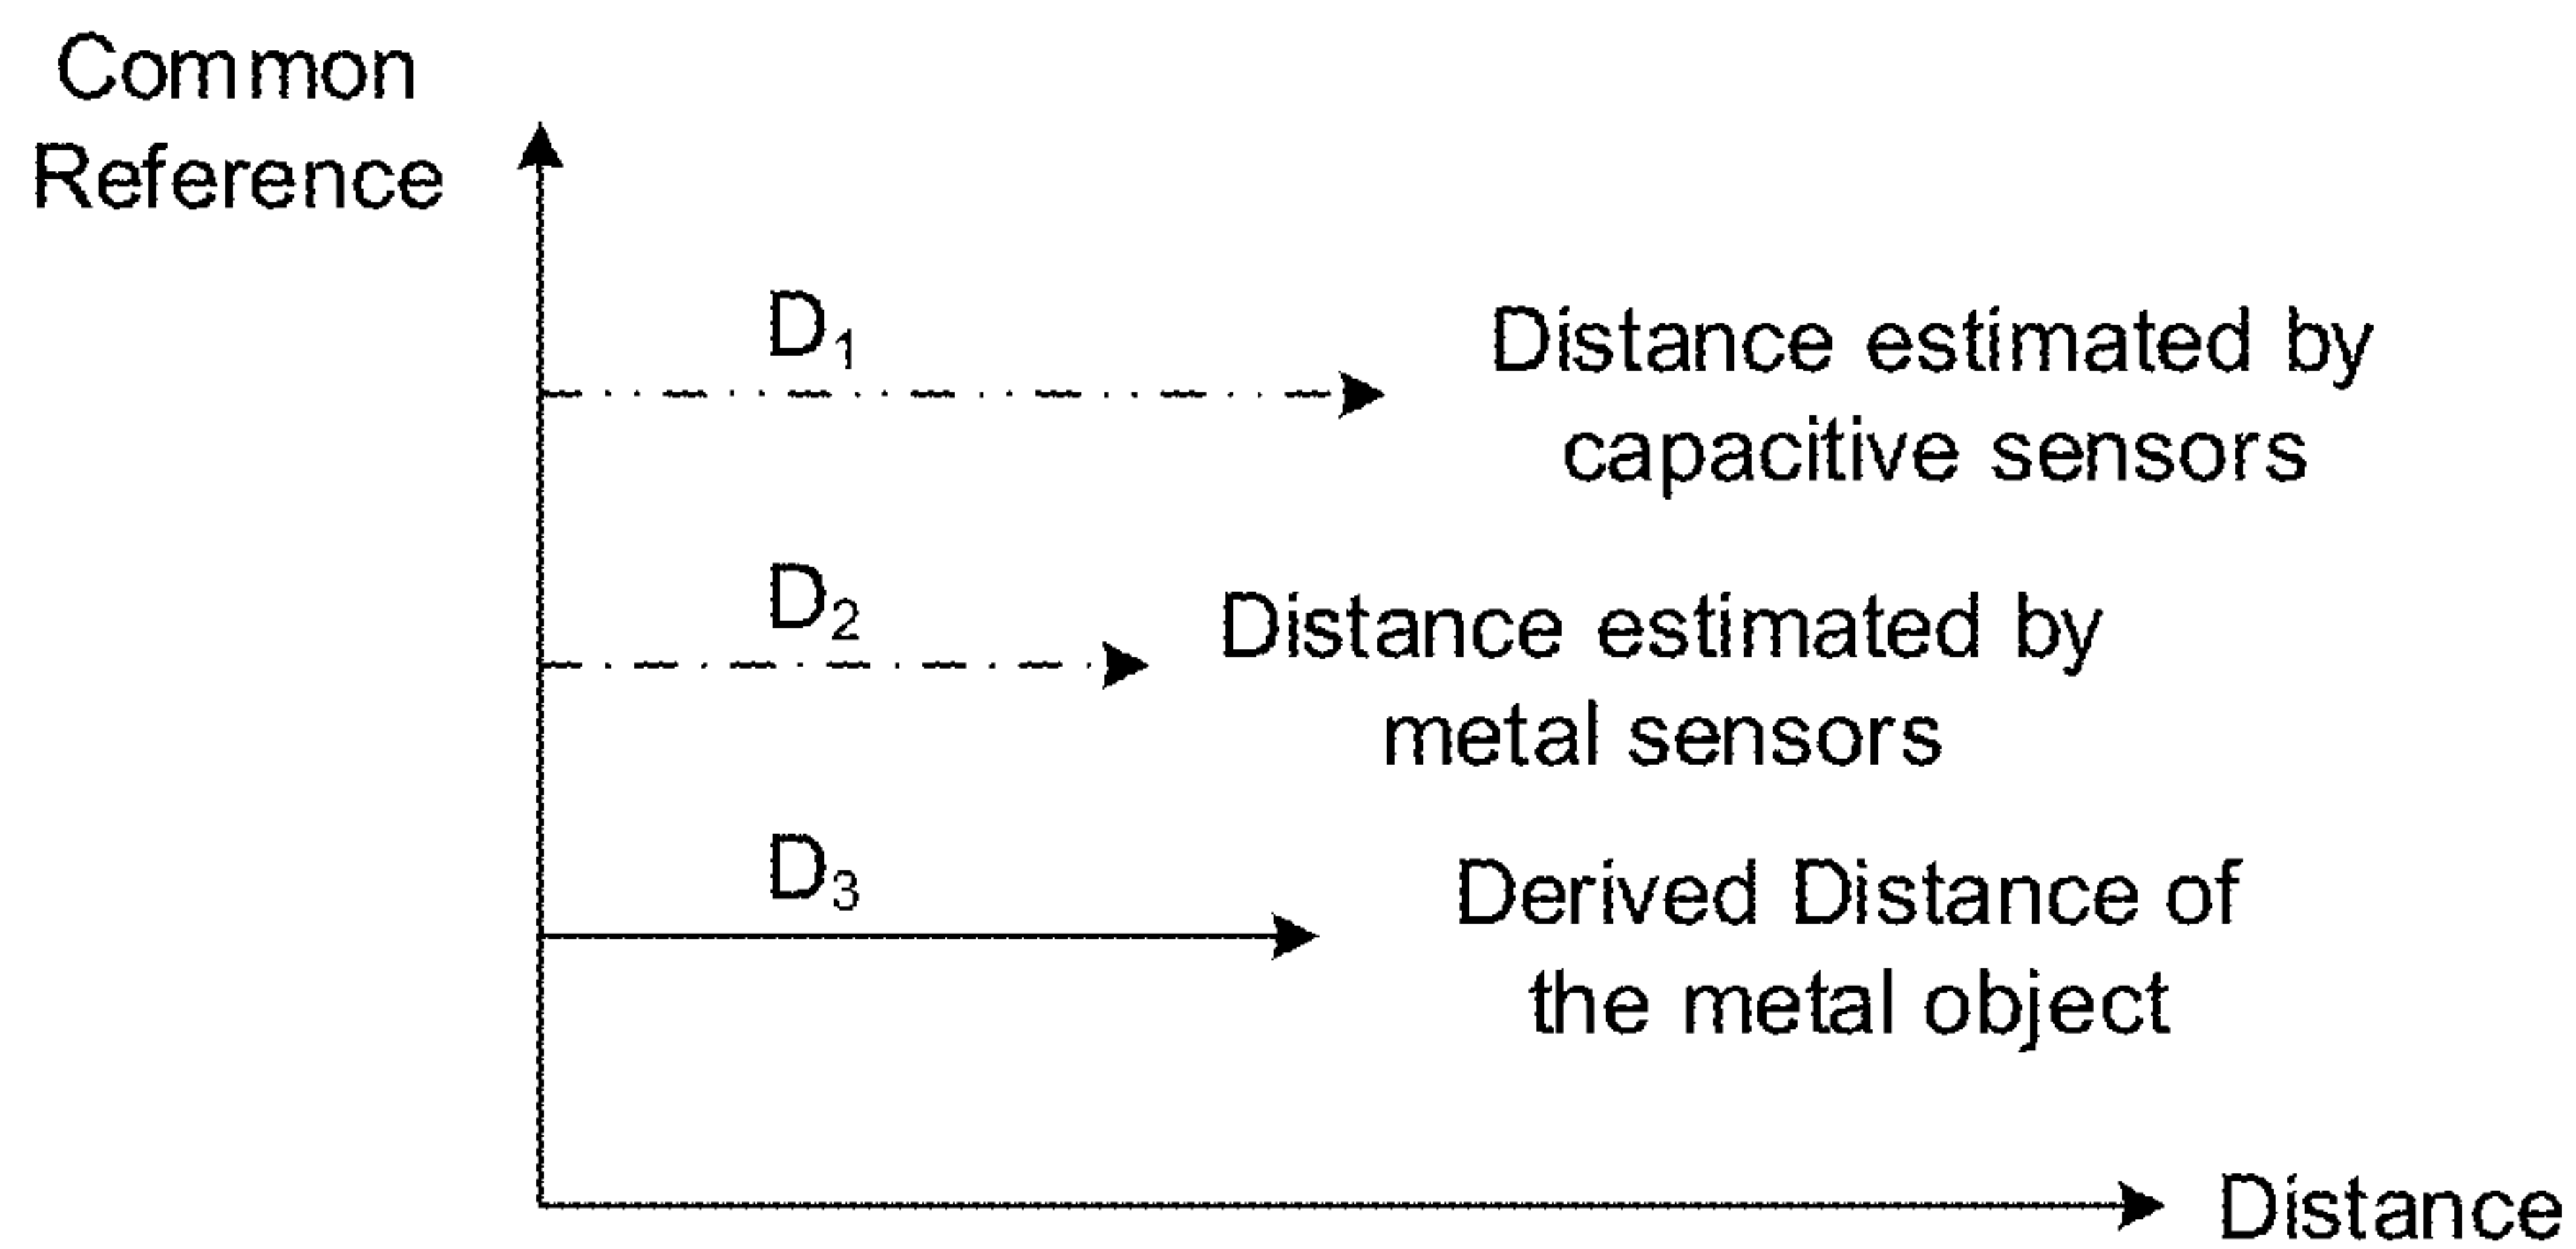 Common
Reference
D₁
Distance estimated by
capacitive sensors
D₂
Distance estimated by
metal sensors
D₃
Derived Distance of
the metal object
Distance